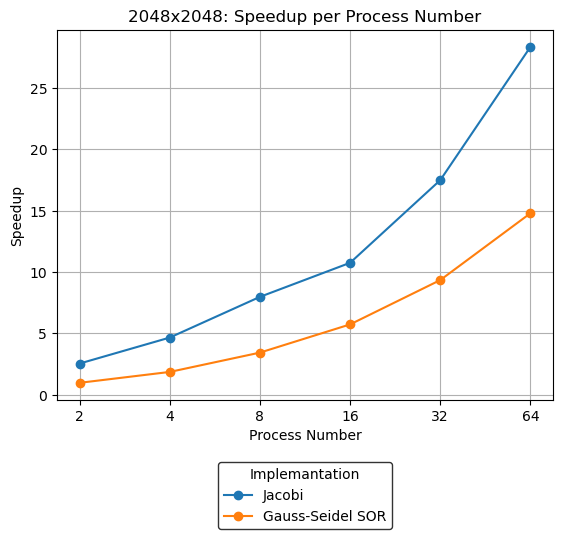 2048x2048: Speedup per Process Number
Speedup
25
20
15
10
5
0
2 4 8 16 32 64
Process Number
Implemantation
Jacobi
Gauss-Seidel SOR